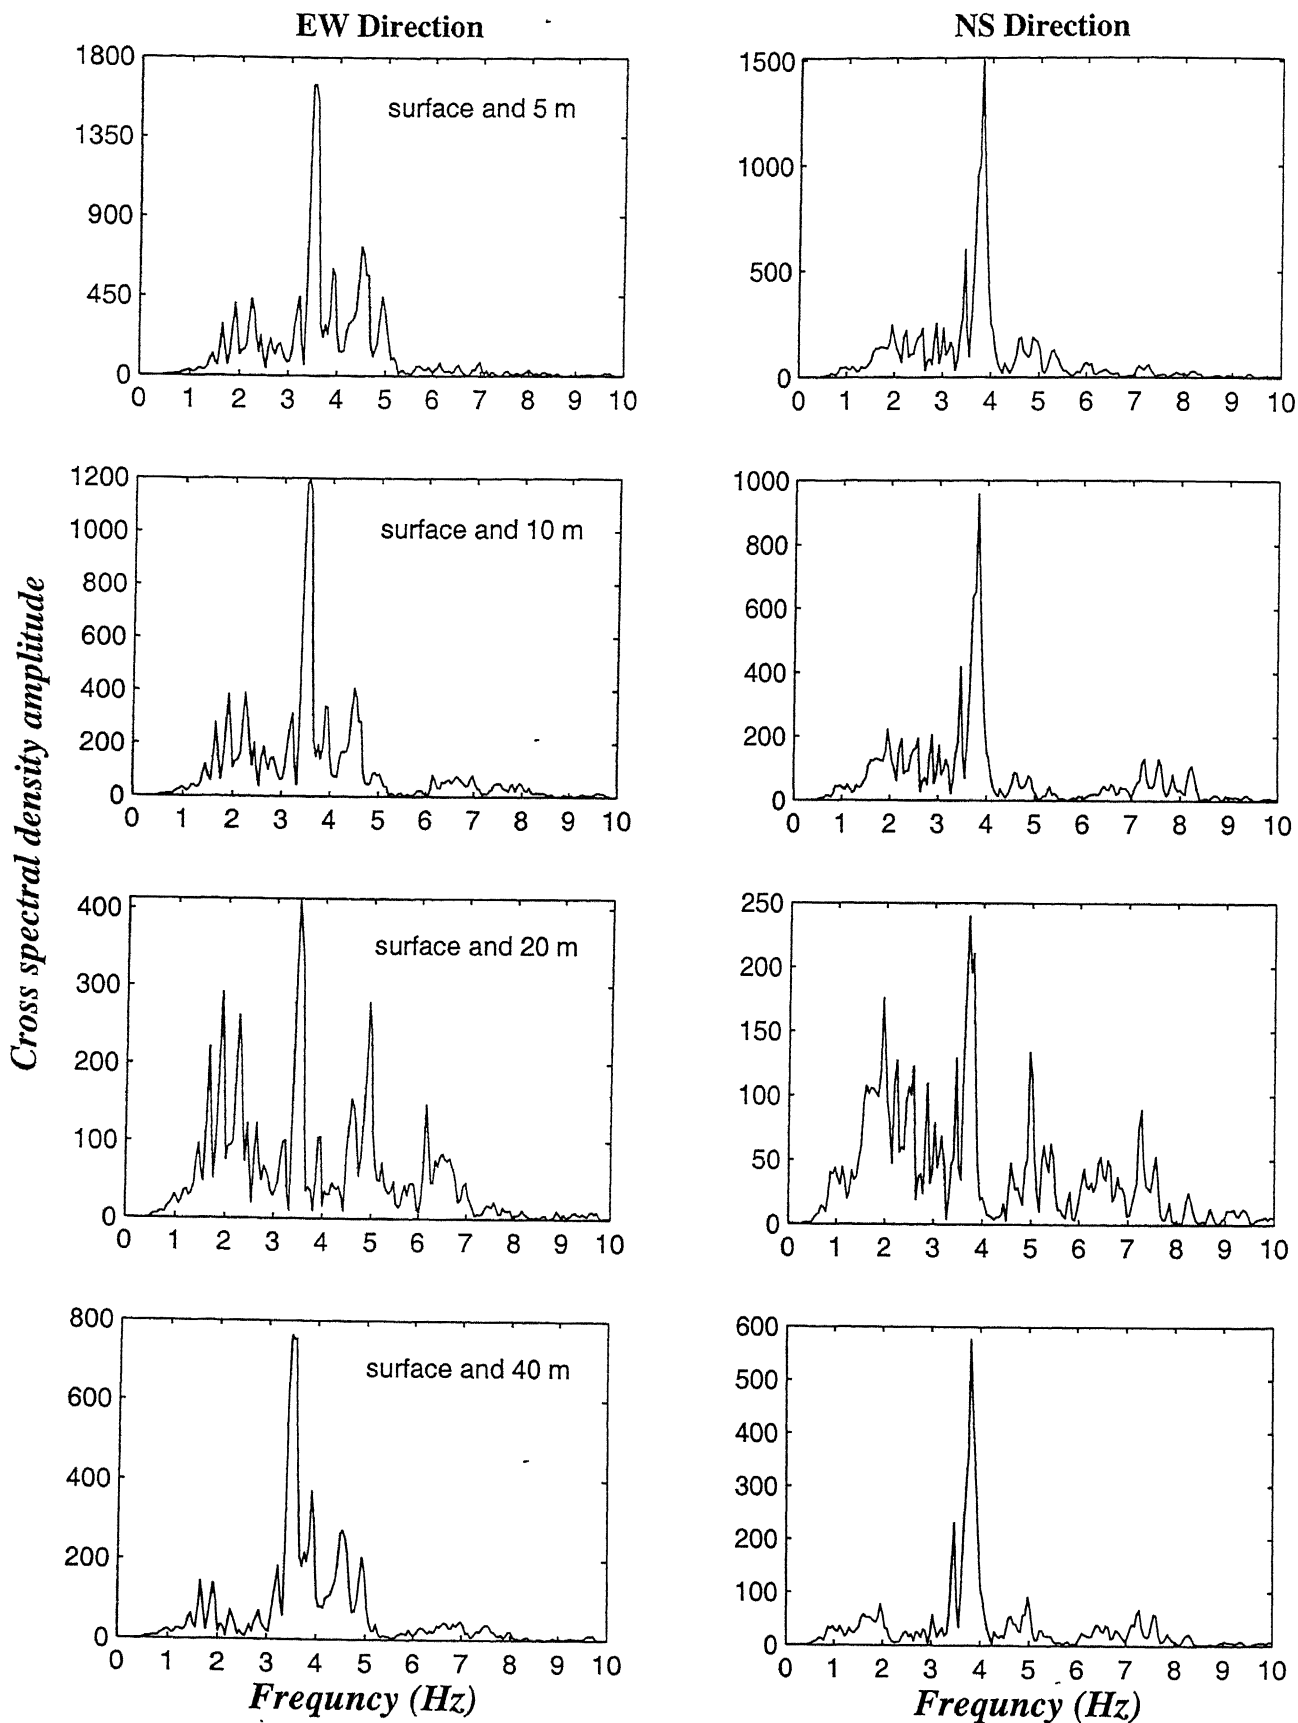 EW Direction
NS Direction
Cross spectral density amplitude
1800
1350
900
450
0
surface and 5 m
0 1 2 3 4 5 6 7 8 9 10
1500
1000
500
0
0 1 2 3 4 5 6 7 8 9 10
1200
1000
800
600
400
200
0
surface and 10 m
0 1 2 3 4 5 6 7 8 9 10
1000
800
600
400
200
0
0 1 2 3 4 5 6 7 8 9 10
400
300
200
100
0
surface and 20 m
0 1 2 3 4 5 6 7 8 9 10
250
200
150
100
50
0
0 1 2 3 4 5 6 7 8 9 10
800
600
400
200
0
surface and 40 m
0 1 2 3 4 5 6 7 8 9 10
Frequncy (Hz)
600
500
400
300
200
100
0
0 1 2 3 4 5 6 7 8 9 10
Frequncy (Hz)